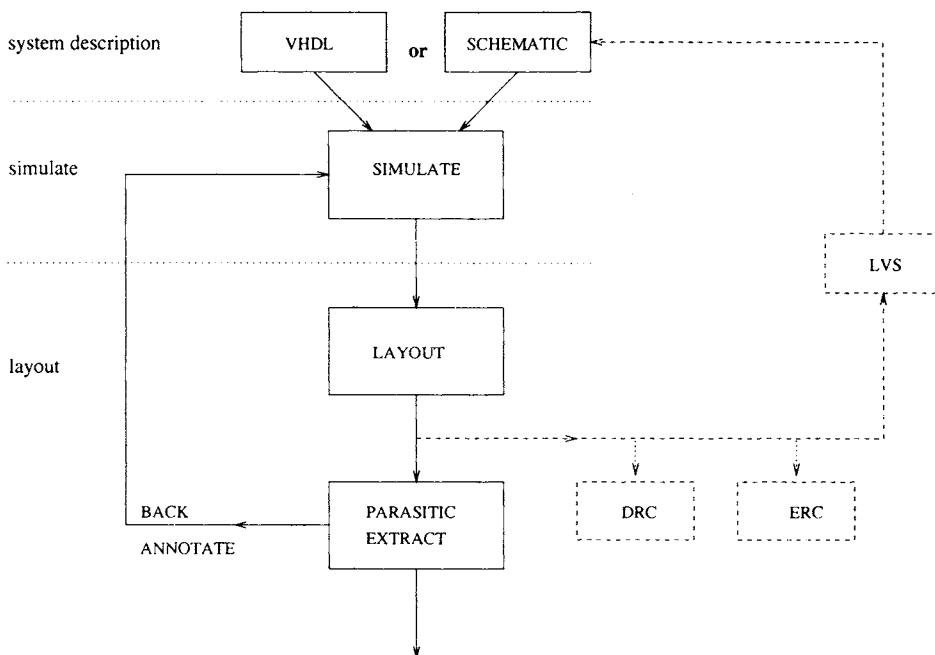 system description
VHDL
or
SCHEMATIC
simulate
SIMULATE
LVS
layout
LAYOUT
BACK
ANNOTATE
PARASITIC
EXTRACT
DRC
ERC